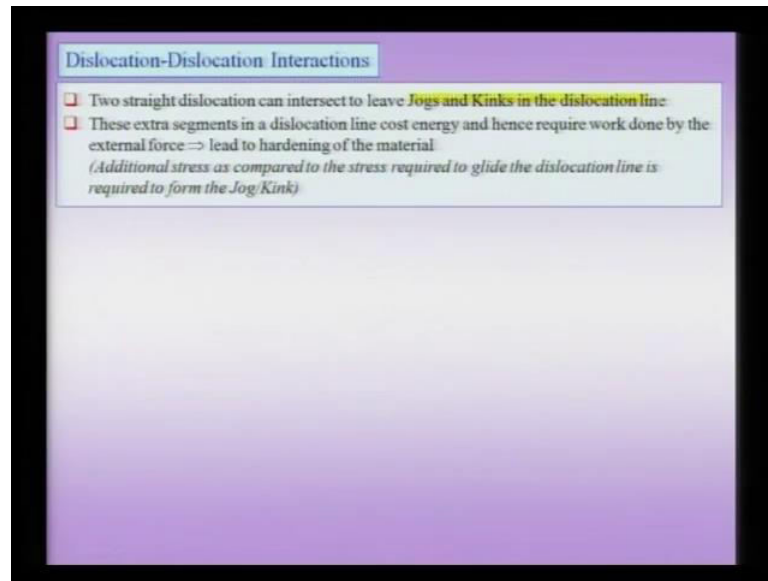 Dislocation-Dislocation Interactions
Two straight dislocation can intersect to leave Jogs and Kinks in the dislocation line
These extra segments in a dislocation line cost energy and hence require work done by the
external force ⇒ lead to hardening of the material
(Additional stress as compared to the stress required to glide the dislocation line is
required to form the Jog/Kink)